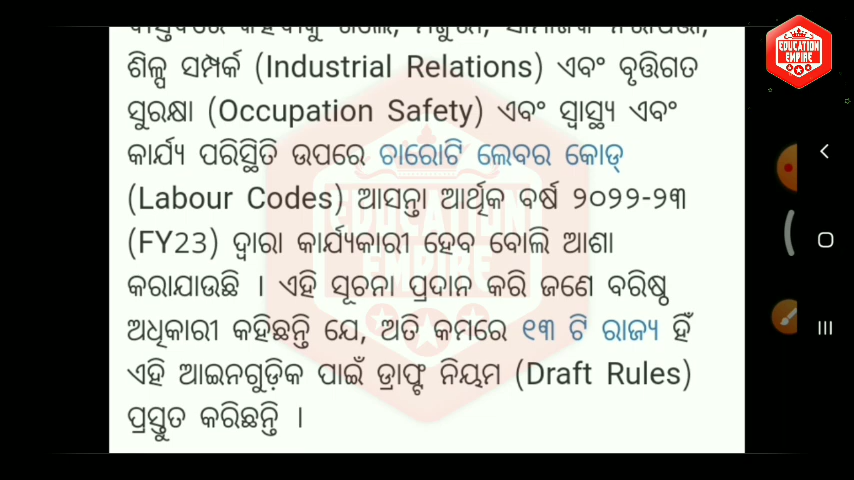 ଶିଳ୍ପ ସମ୍ପର୍କ (Industrial Relations) ଏବଂ ବୃତ୍ତିଗତ
ସୁରକ୍ଷା (Occupation Safety) ଏବଂ ସ୍ୱାସ୍ଥ୍ୟ ଏବଂ
କାର୍ଯ୍ୟ ପରିସ୍ଥିତି ଉପରେ ଚାରୋଟି ଲେବର କୋଡ୍
(Labour Codes) ଆସନ୍ତା ଆର୍ଥିକ ବର୍ଷ ୨୦୨୨-୨୩
(FY23) ଦ୍ୱାରା କାର୍ଯ୍ୟକାରୀ ହେବ ବୋଲି ଆଶା
କରାଯାଉଛି । ଏହି ସୂଚନା ପ୍ରଦାନ କରି ଜଣେ ବରିଷ୍ଠ
ଅଧିକାରୀ କହିଛନ୍ତି ଯେ, ଅତି କମରେ ୧୩ ଟି ରାଜ୍ୟ ହିଁ
ଏହି ଆଇନଗୁଡ଼ିକ ପାଇଁ ଡ୍ରାଫ୍ଟ ନିୟମ (Draft Rules)
ପ୍ରସ୍ତୁତ କରିଛନ୍ତି ।
EDUCATION
EMPIRE
EDUCATION
EMPIRE